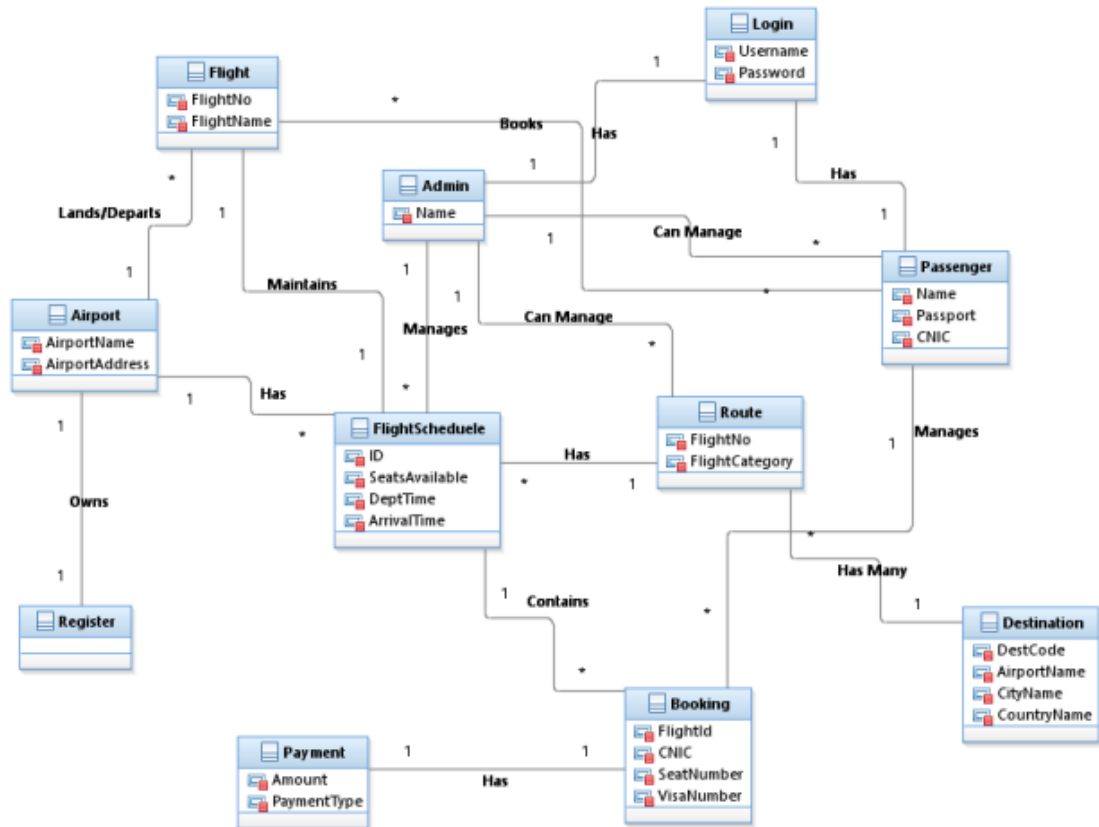 Login
Username
Password
Flight
FlightNo
FlightName
*
1
Books
Has
1
1
Admin
Name
Has
*
1
Lands/Departs
1
1
Can Manage
*
1
Passenger
Name
Passport
CNIC
1
1
1
Maintains
*
Airport
AirportName
AirportAddress
Can Manage
Manages
*
1
Has
1
*
*
Route
FlightNo
FlightCategory
FlightScheduele
ID
SeatsAvailable
DeptTime
ArrivalTime
1
1
Manages
Has
*
1
Owns
*
Has Many
1
1
Contains
1
*
Register
Destination
DestCode
AirportName
CityName
CountryName
*
Booking
FlightId
CNIC
SeatNumber
VisaNumber
Payment
Amount
PaymentType
1
1
Has